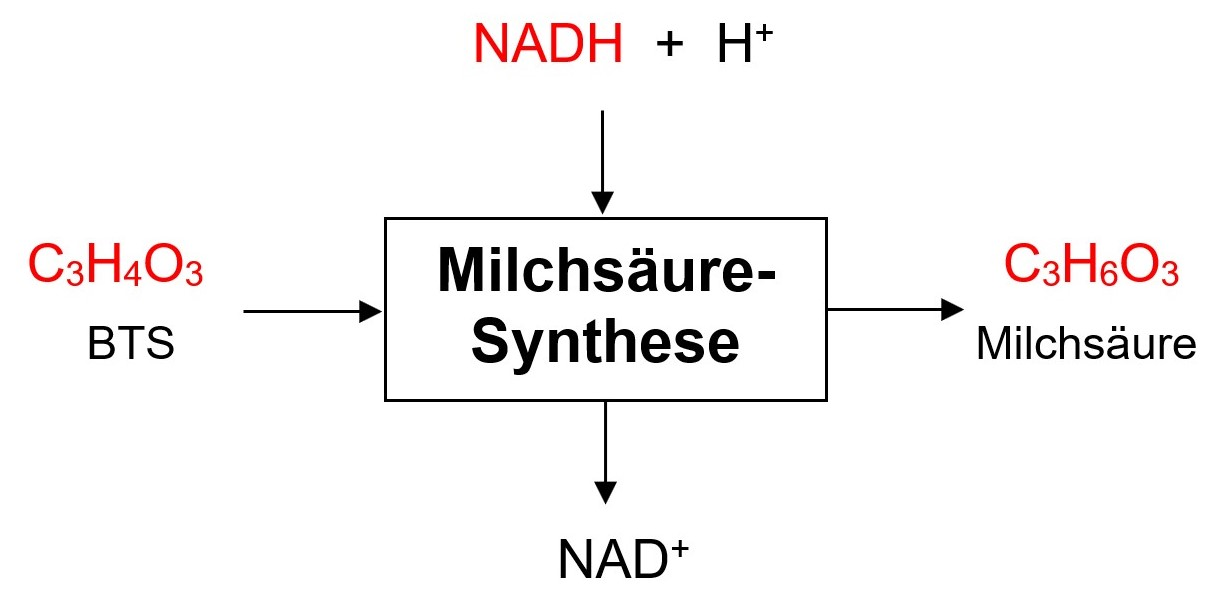 NADH + H⁺
C₃H₄O₃
BTS
Milchsäure-
Synthese
C₃H₆O₃
Milchsäure
NAD⁺